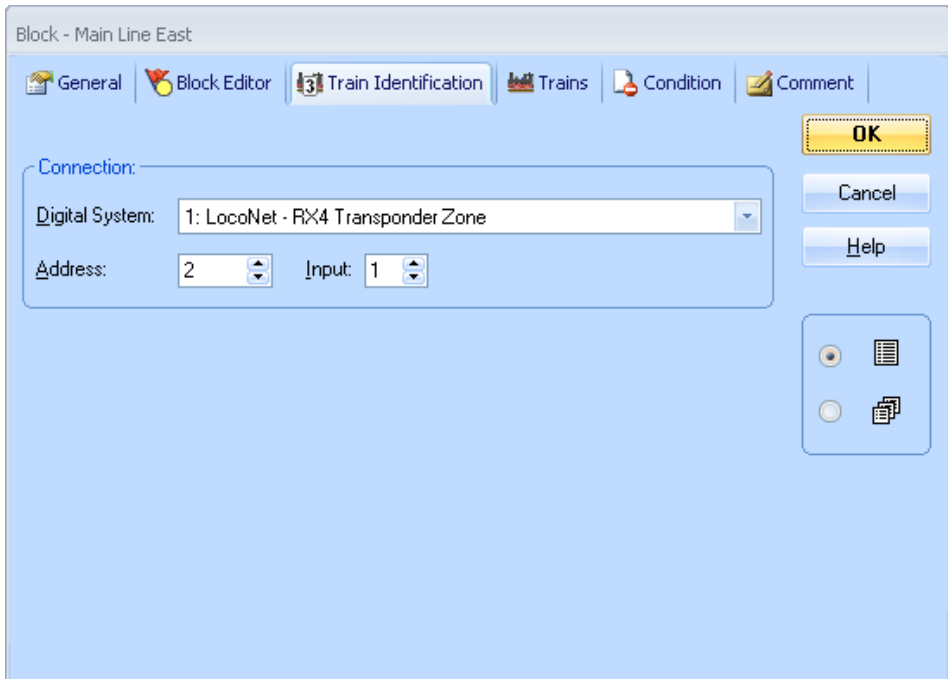 Block - Main Line East
General Block Editor Train Identification Trains Condition Comment
OK
Connection:
Digital System: 1: LocoNet - RX4 Transponder Zone
Cancel
Address: 2 Input: 1
Help